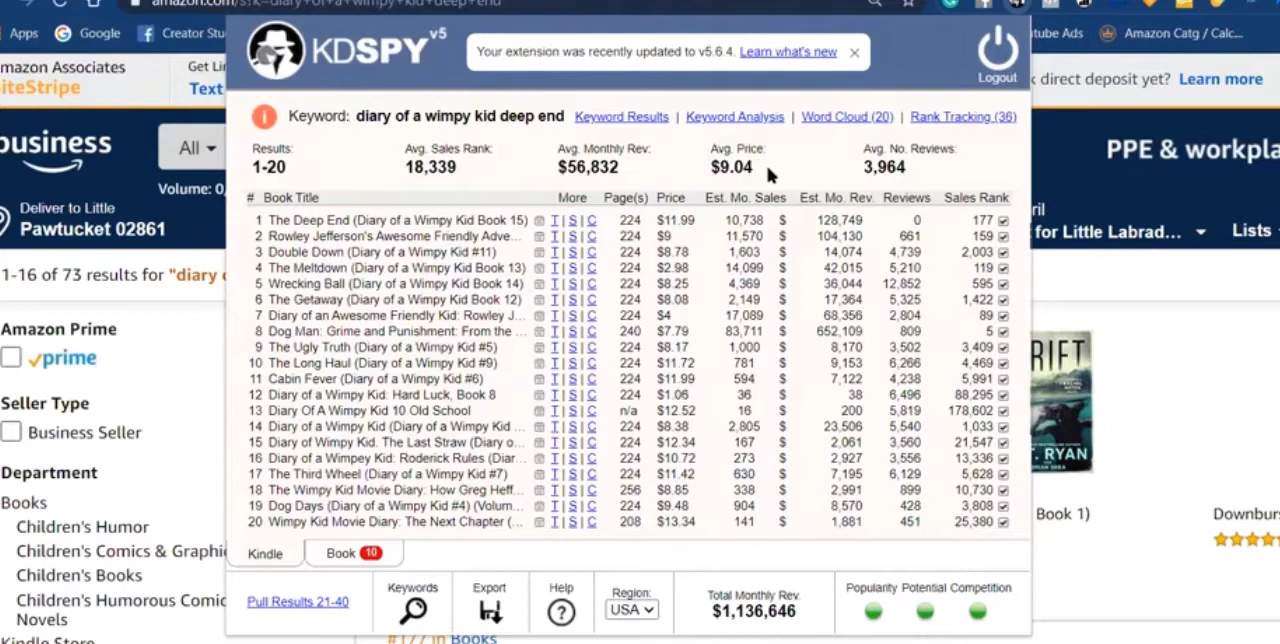 amazon.com/s?k=diary+of+a+wimpy+kid+deep+end
Apps Google Creator Stu
tube Ads Amazon Catg / Calc...
KDSPY v5
Your extension was recently updated to v5.6.4. Learn what's new ×
Logout
mazon Associates Get Li
iteStripe Text
direct deposit yet? Learn more
Keyword: diary of a wimpy kid deep end Keyword Results | Keyword Analysis | Word Cloud (20) | Rank Tracking (36)
business All
PPE & workpla
Results: Avg. Sales Rank: Avg. Monthly Rev: Avg. Price: Avg. No. Reviews:
1-20 18,339 $56,832 $9.04 3,964
Volume: 0,
Deliver to Little
Pawtucket 02861
ril
for Little Labrad... Lists
# Book Title More Page(s) Price Est. Mo. Sales Est. Mo. Rev. Reviews Sales Rank
1 The Deep End (Diary of a Wimpy Kid Book 15) T | S | C 224 $11.99 10,738 $ 128,749 0 177
2 Rowley Jefferson's Awesome Friendly Adve... T | S | C 224 $9 11,570 $ 104,130 661 159
3 Double Down (Diary of a Wimpy Kid #11) T | S | C 224 $8.78 1,603 $ 14,074 4,739 2,003
4 The Meltdown (Diary of a Wimpy Kid Book 13) T | S | C 224 $2.98 14,099 $ 42,015 5,210 119
5 Wrecking Ball (Diary of a Wimpy Kid Book 14) T | S | C 224 $8.25 4,369 $ 36,044 12,852 595
6 The Getaway (Diary of a Wimpy Kid Book 12) T | S | C 224 $8.08 2,149 $ 17,364 5,325 1,422
7 Diary of an Awesome Friendly Kid: Rowley J... T | S | C 224 $4 17,089 $ 68,356 2,804 89
8 Dog Man: Grime and Punishment: From the ... T | S | C 240 $7.79 83,711 $ 652,109 809 5
9 The Ugly Truth (Diary of a Wimpy Kid #5) T | S | C 224 $8.17 1,000 $ 8,170 3,502 3,409
10 The Long Haul (Diary of a Wimpy Kid #9) T | S | C 224 $11.72 781 $ 9,153 6,266 4,469
11 Cabin Fever (Diary of a Wimpy Kid #6) T | S | C 224 $11.99 594 $ 7,122 4,238 5,991
12 Diary of a Wimpy Kid: Hard Luck, Book 8 T | S | C 224 $1.06 36 $ 38 6,496 88,295
13 Diary Of A Wimpy Kid 10 Old School T | S | C n/a $12.52 16 $ 200 5,819 178,602
14 Diary of a Wimpy Kid (Diary of a Wimpy Kid ... T | S | C 224 $8.38 2,805 $ 23,506 5,540 1,033
15 Diary of Wimpy Kid. The Last Straw (Diary o... T | S | C 224 $12.34 167 $ 2,061 3,560 21,547
16 Diary of a Wimpey Kid: Roderick Rules (Diar... T | S | C 224 $10.72 273 $ 2,927 3,556 13,336
17 The Third Wheel (Diary of a Wimpy Kid #7) T | S | C 224 $11.42 630 $ 7,195 6,129 5,628
18 The Wimpy Kid Movie Diary: How Greg Heff... T | S | C 256 $8.85 338 $ 2,991 899 10,730
19 Dog Days (Diary of a Wimpy Kid #4) (Volum... T | S | C 224 $9.48 904 $ 8,570 428 3,808
20 Wimpy Kid Movie Diary: The Next Chapter (... T | S | C 208 $13.34 141 $ 1,881 451 25,380
1-16 of 73 results for "diary o
Amazon Prime
prime
Seller Type
Business Seller
Department
Books
Children's Humor
Children's Comics & Graphi
Children's Books
Children's Humorous Comic
Novels
Kindle Store
RIFT
T. RYAN
Book 1) Downburs
Kindle Book 10
Pull Results 21-40
Keywords Export Help Region: USA
Total Monthly Rev.
$1,136,646
Popularity Potential Competition
#177 in Books